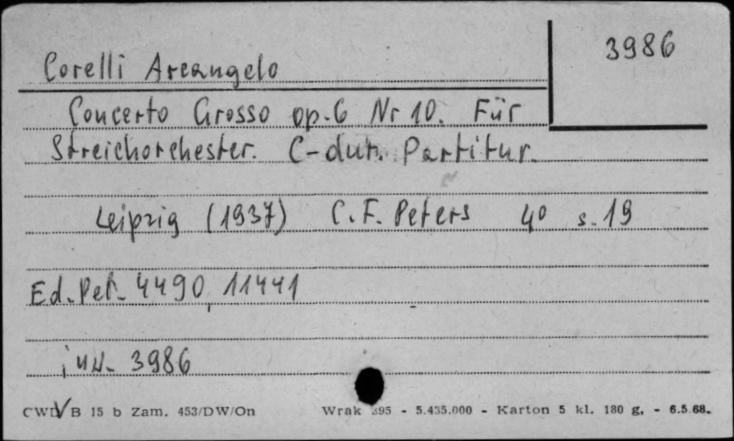 3986
Corelli Arcangelo
Concerto Grosso op. 6 Nr 10. Für
Streichorchester. C-dur. Partitur.
Leipzig (1937) C. F. Peters 4° s. 19
Ed. Pet. 4490, 11441
inw. 3986
B 15 b Zam. 453/DW/On Wrak 395 - 5.435.000 - Karton 5 kl. 180 g. - 6.5.68.